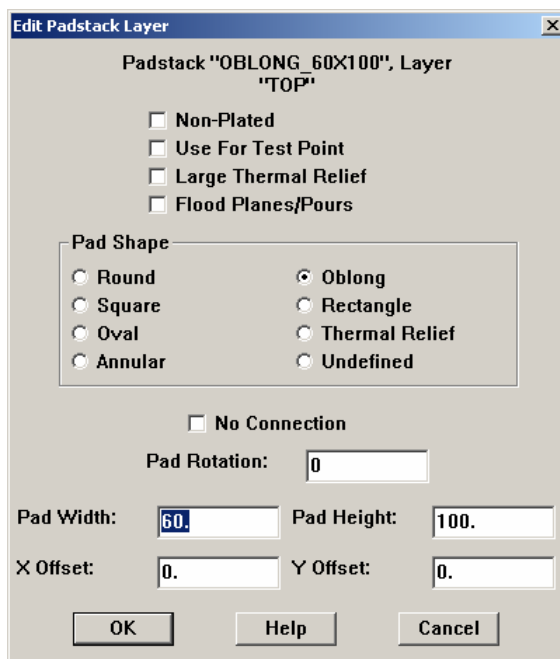 Edit Padstack Layer
Padstack "OBLONG_60X100", Layer
"TOP"
Non-Plated
Use For Test Point
Large Thermal Relief
Flood Planes/Pours
Pad Shape
Round
Oblong
Square
Rectangle
Oval
Thermal Relief
Annular
Undefined
No Connection
Pad Rotation: 0
Pad Width: 60. Pad Height: 100.
X Offset: 0. Y Offset: 0.
OK Help Cancel